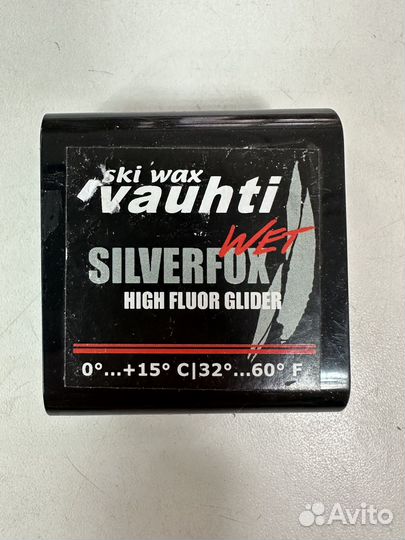 ski wax
vauhti
WET
SILVERFOX
HIGH FLUOR GLIDER
0°...+15° C|32°...60° F
Avito